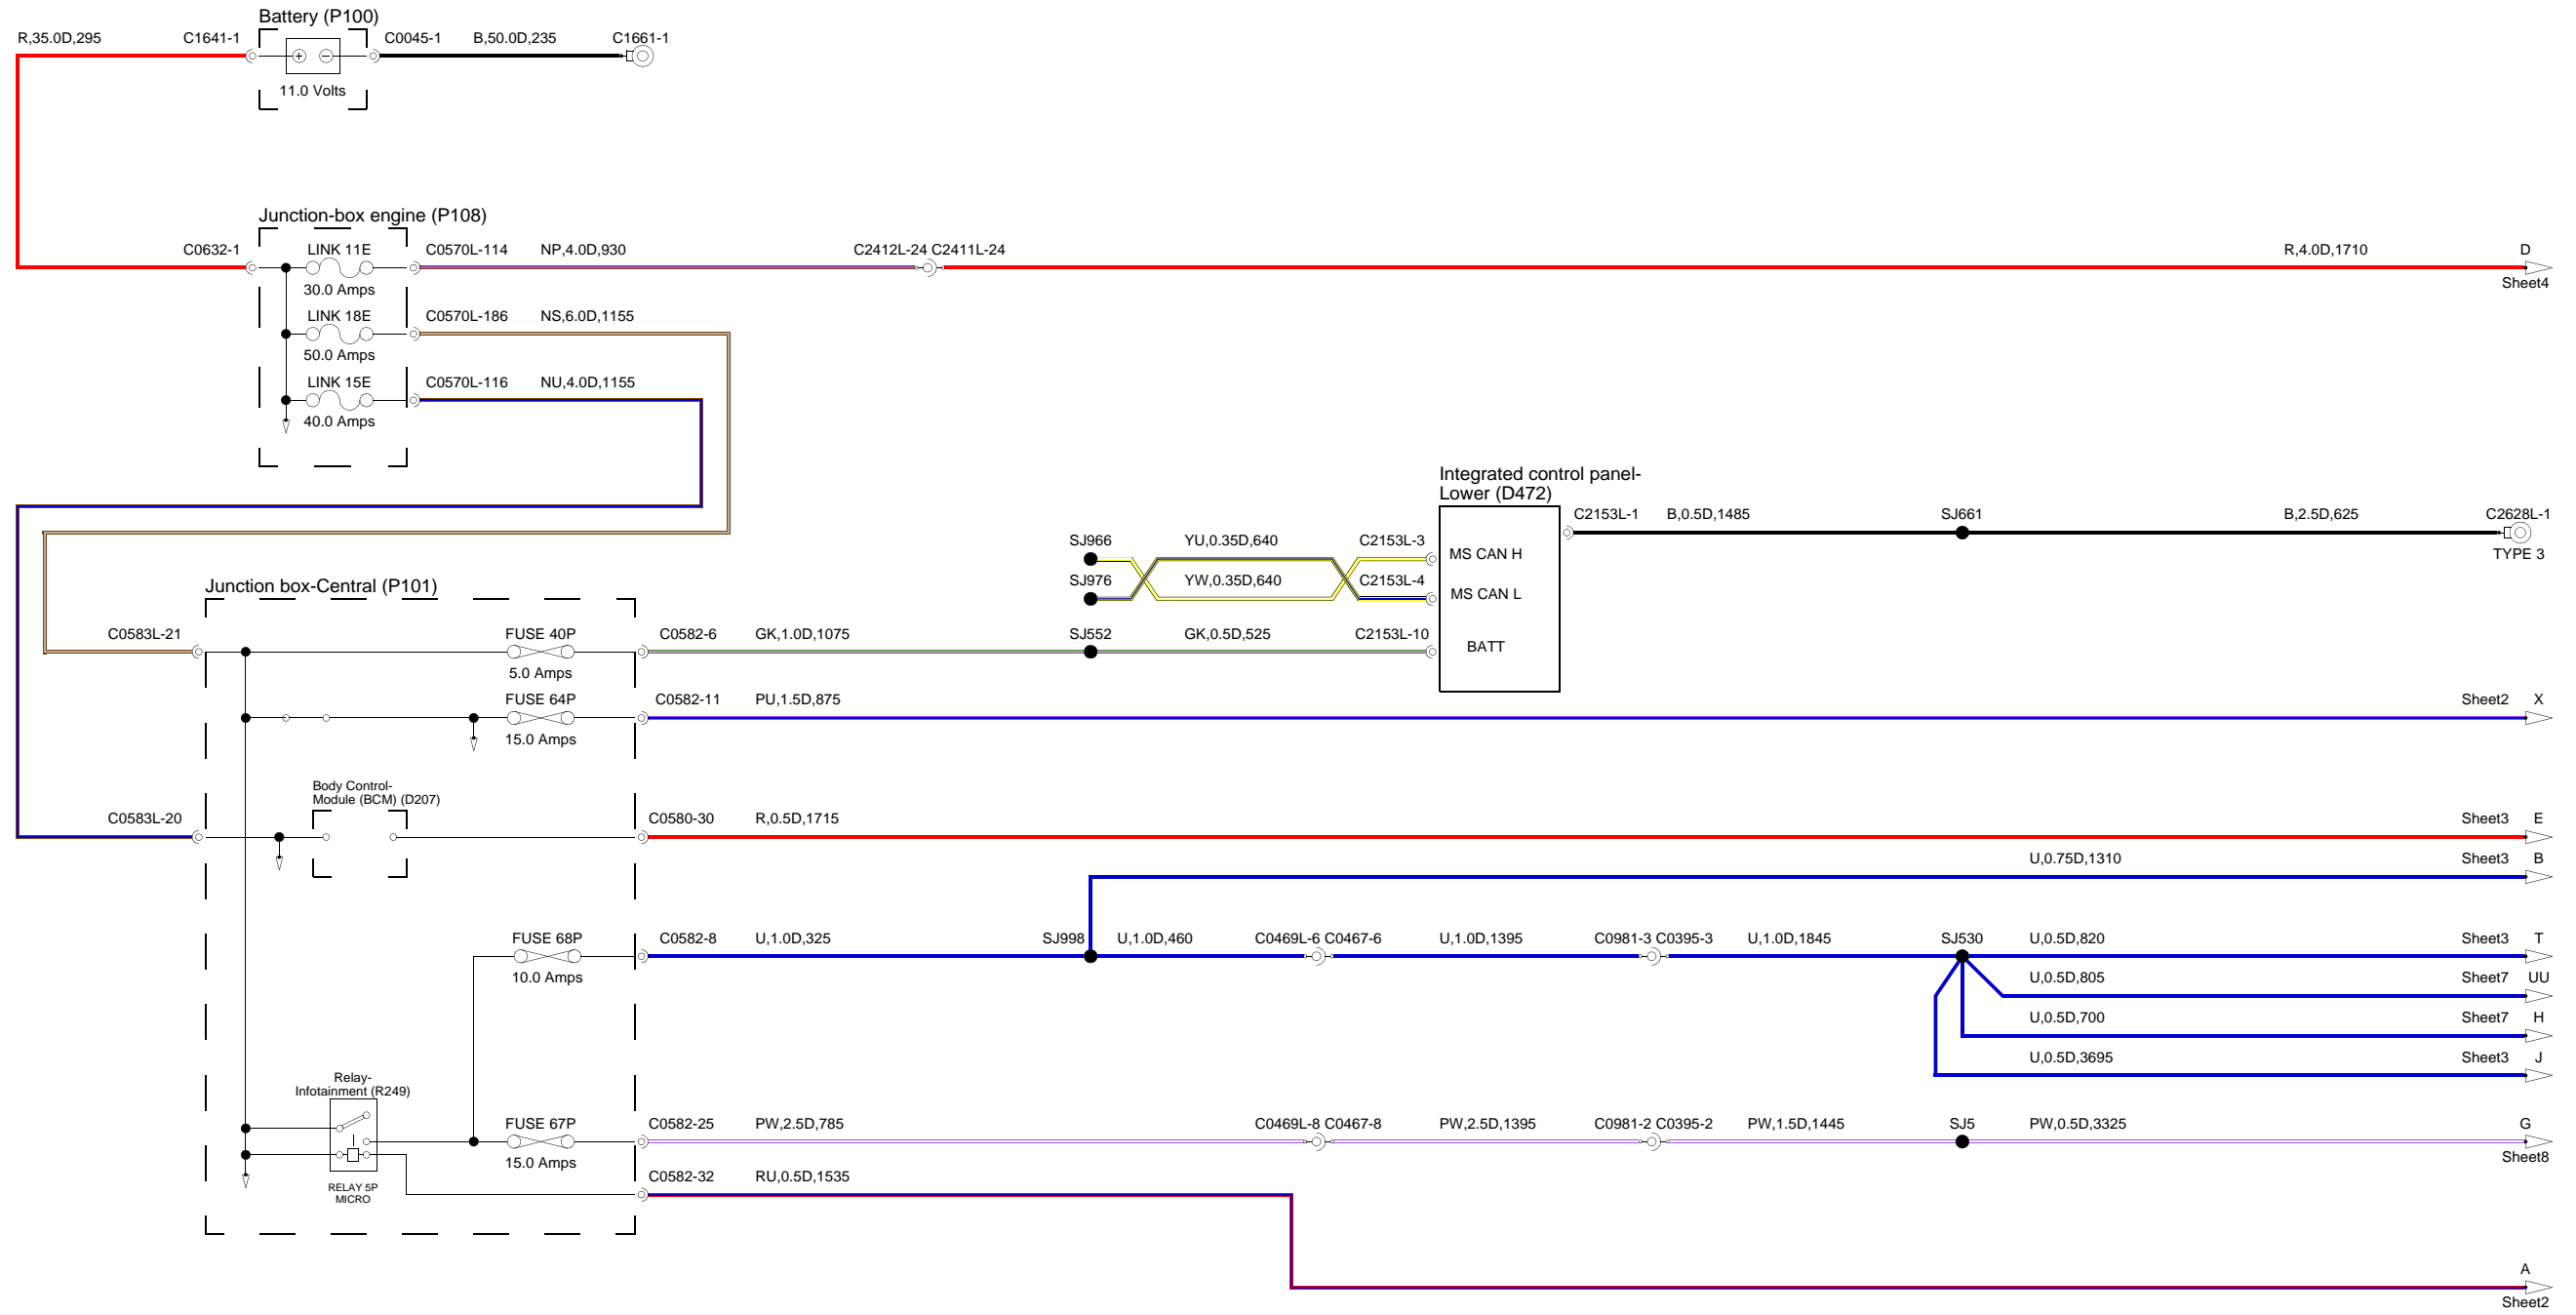 Battery (P100)
R,35.0D,295 C1641-1 C0045-1 B,50.0D,235 C1661-1
11.0 Volts
Junction-box engine (P108)
C0632-1 LINK 11E C0570L-114 NP,4.0D,930 C2412L-24 C2411L-24 R,4.0D,1710 D
30.0 Amps Sheet4
LINK 18E C0570L-186 NS,6.0D,1155
50.0 Amps
LINK 15E C0570L-116 NU,4.0D,1155
40.0 Amps
Integrated control panel-
Lower (D472)
C2153L-1 B,0.5D,1485 SJ661 B,2.5D,625 C2628L-1
TYPE 3
SJ966 YU,0.35D,640 C2153L-3 MS CAN H
SJ976 YW,0.35D,640 C2153L-4 MS CAN L
Junction box-Central (P101)
C0583L-21 FUSE 40P C0582-6 GK,1.0D,1075 SJ552 GK,0.5D,525 C2153L-10 BATT
5.0 Amps
FUSE 64P C0582-11 PU,1.5D,875 Sheet2 X
15.0 Amps
Body Control-
Module (BCM) (D207)
C0583L-20 C0580-30 R,0.5D,1715 Sheet3 E
U,0.75D,1310 Sheet3 B
FUSE 68P C0582-8 U,1.0D,325 SJ998 U,1.0D,460 C0469L-6 C0467-6 U,1.0D,1395 C0981-3 C0395-3 U,1.0D,1845 SJ530 U,0.5D,820 Sheet3 T
10.0 Amps U,0.5D,805 Sheet7 UU
U,0.5D,700 Sheet7 H
U,0.5D,3695 Sheet3 J
Relay-
Infotainment (R249)
FUSE 67P C0582-25 PW,2.5D,785 C0469L-8 C0467-8 PW,2.5D,1395 C0981-2 C0395-2 PW,1.5D,1445 SJ5 PW,0.5D,3325 G
15.0 Amps Sheet8
C0582-32 RU,0.5D,1535
RELAY 5P
MICRO
A
Sheet2